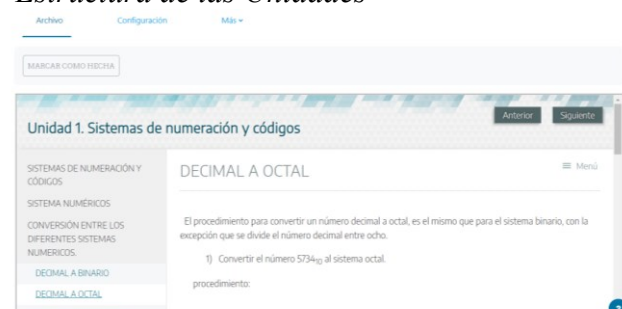 Estructura de las Unidades
Archivo Configuración Más
MARCAR COMO HECHA
Anterior Siguiente
Unidad 1. Sistemas de numeración y códigos
SISTEMAS DE NUMERACIÓN Y
CÓDIGOS
SISTEMA NUMÉRICOS
CONVERSIÓN ENTRE LOS
DIFERENTES SISTEMAS
NUMERICOS.
DECIMAL A BINARIO
DECIMAL A OCTAL
DECIMAL A OCTAL
Menú
El procedimiento para convertir un número decimal a octal, es el mismo que para el sistema binario, con la
excepción que se divide el número decimal entre ocho.
1) Convertir el número 5734₁₀ al sistema octal.
procedimiento: